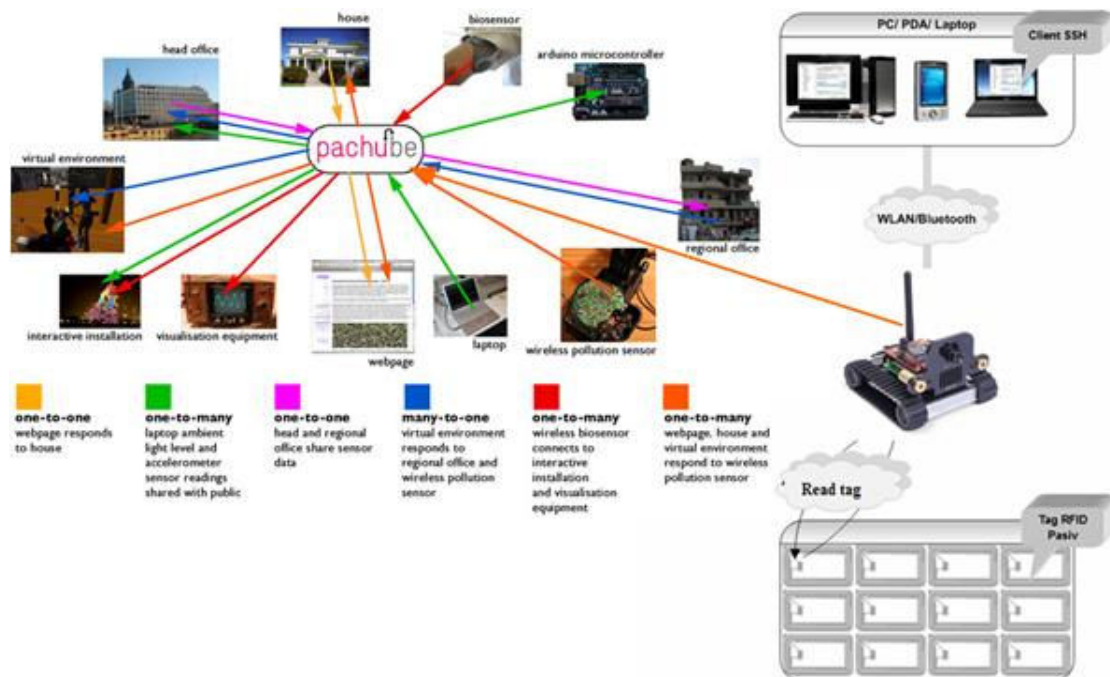 house
biosensor
head office
arduino microcontroller
PC/ PDA/ Laptop
Client SSH
pachube
virtual environment
WLAN/Bluetooth
regional office
interactive installation
visualisation equipment
webpage
laptop
wireless pollution sensor
one-to-one
webpage responds
to house
one-to-many
laptop ambient
light level and
accelerometer
sensor readings
shared with public
one-to-one
head and regional
office share sensor
data
many-to-one
virtual environment
responds to
regional office and
wireless pollution
sensor
one-to-many
wireless biosensor
connects to
interactive
installation
and visualisation
equipment
one-to-many
webpage, house and
virtual environment
respond to wireless
pollution sensor
Read tag
Tag RFID
Pasiv